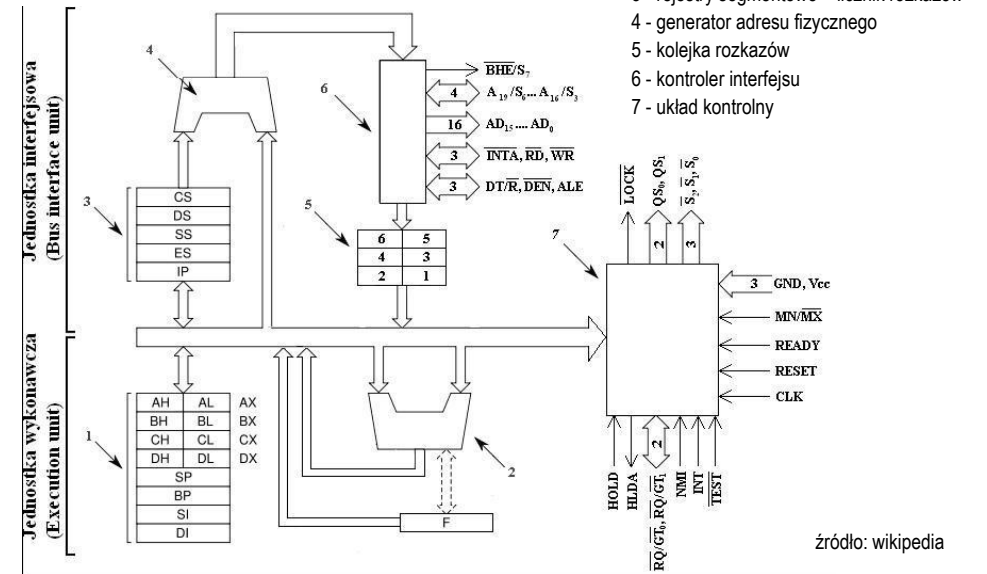 3 - rejestry segmentowe + licznik rozkazów
4 - generator adresu fizycznego
5 - kolejka rozkazów
6 - kontroler interfejsu
7 - układ kontrolny
Jednostka interfejsowa
(Bus interface unit)
4
6
BHE/S7
4 A19/S6... A16/S3
16 AD15.... AD0
3 INTA, RD, WR
3 DT/R, DEN, ALE
3
CS
DS
SS
ES
IP
5
6 5
4 3
2 1
7
LOCK
2 QS0, QS1
3 S2, S1, S0
3 GND, Vcc
MN/MX
READY
RESET
CLK
HOLD
HLDA
2 RQ/GT0, RQ/GT1
NMI
INT
TEST
Jednostka wykonawcza
(Execution unit)
1
AH AL AX
BH BL BX
CH CL CX
DH DL DX
SP
BP
SI
DI
2
F
źródło: wikipedia